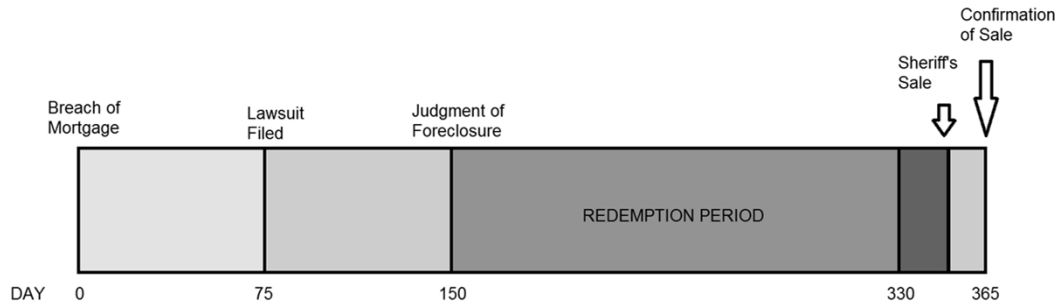 Confirmation
of Sale
Sheriff's
Sale
Breach of
Mortgage
Lawsuit
Filed
Judgment of
Foreclosure
REDEMPTION PERIOD
DAY 0 75 150 330 365